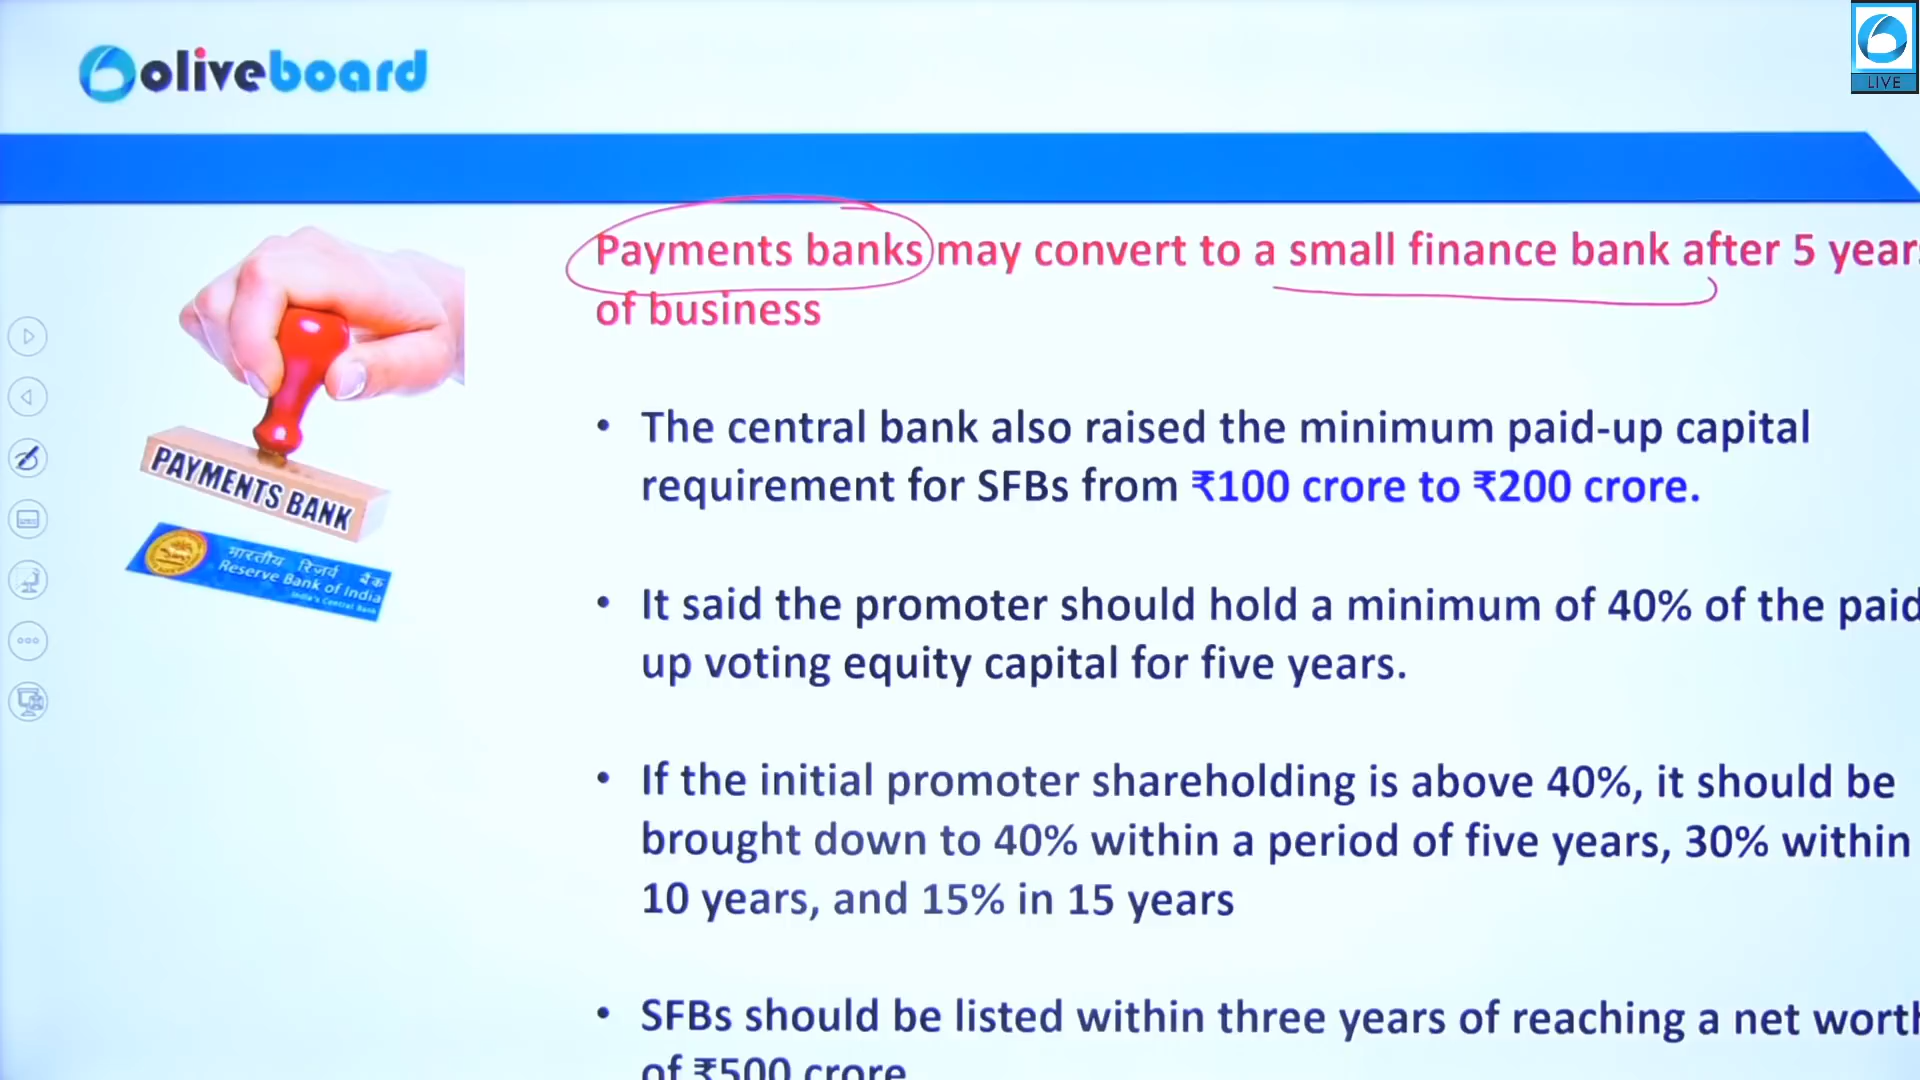 oliveboard
LIVE
Payments banks may convert to a small finance bank after 5 years
of business
PAYMENTS BANK
भारतीय रिज़र्व बैंक
Reserve Bank of India
India's Central Bank
• The central bank also raised the minimum paid-up capital
requirement for SFBs from ₹100 crore to ₹200 crore.
• It said the promoter should hold a minimum of 40% of the paid
up voting equity capital for five years.
• If the initial promoter shareholding is above 40%, it should be
brought down to 40% within a period of five years, 30% within
10 years, and 15% in 15 years
• SFBs should be listed within three years of reaching a net worth
of ₹500 crore